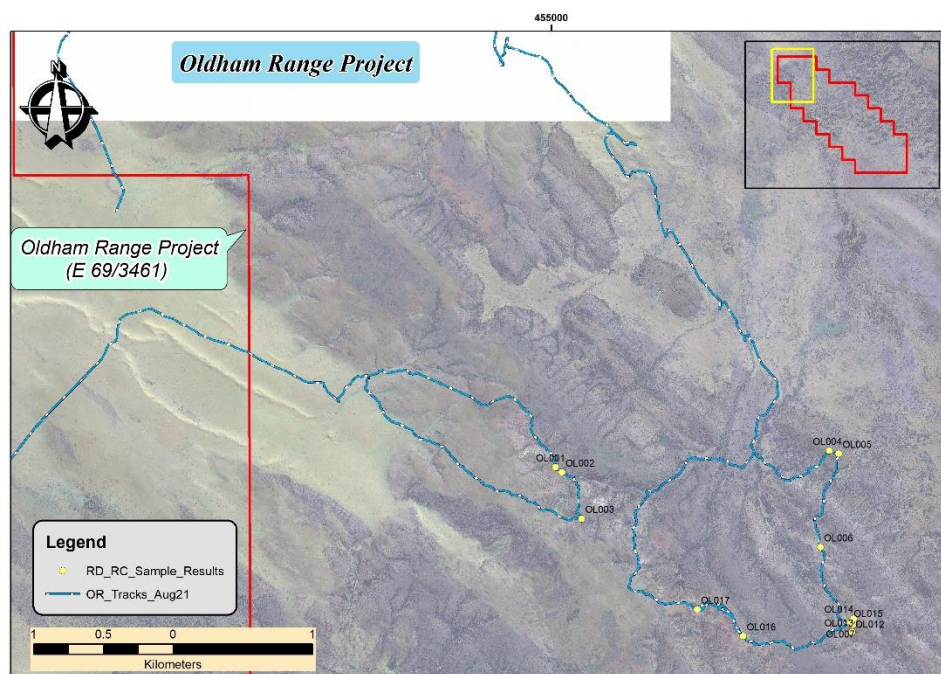 455000
Oldham Range Project
N
Oldham Range Project
(E 69/3461)
OL004
OL005
OL001
OL002
OL003
OL006
OL017
OL014
OL015
OL013
OL012
OL007
OL016
Legend
RD_RC_Sample_Results
OR_Tracks_Aug21
1 0.5 0 1
Kilometers